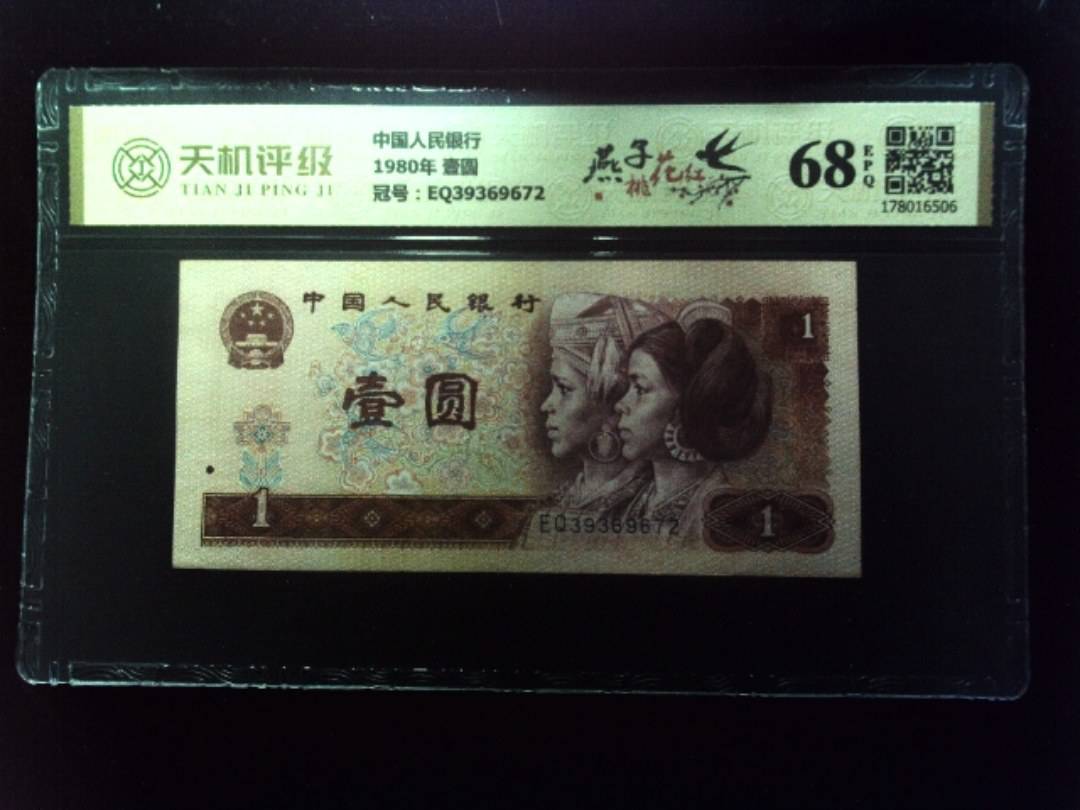 天机评级
TIAN JI PING JI
中国人民银行
1980年 壹圆
冠号：EQ39369672
燕子桃花红
68
EPQ
178016506
中国人民银行
壹圆
1
1
EQ39369672
1